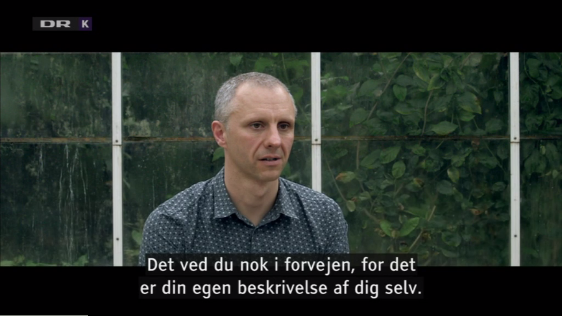 DR K
Det ved du nok i forvejen, for det
er din egen beskrivelse af dig selv.